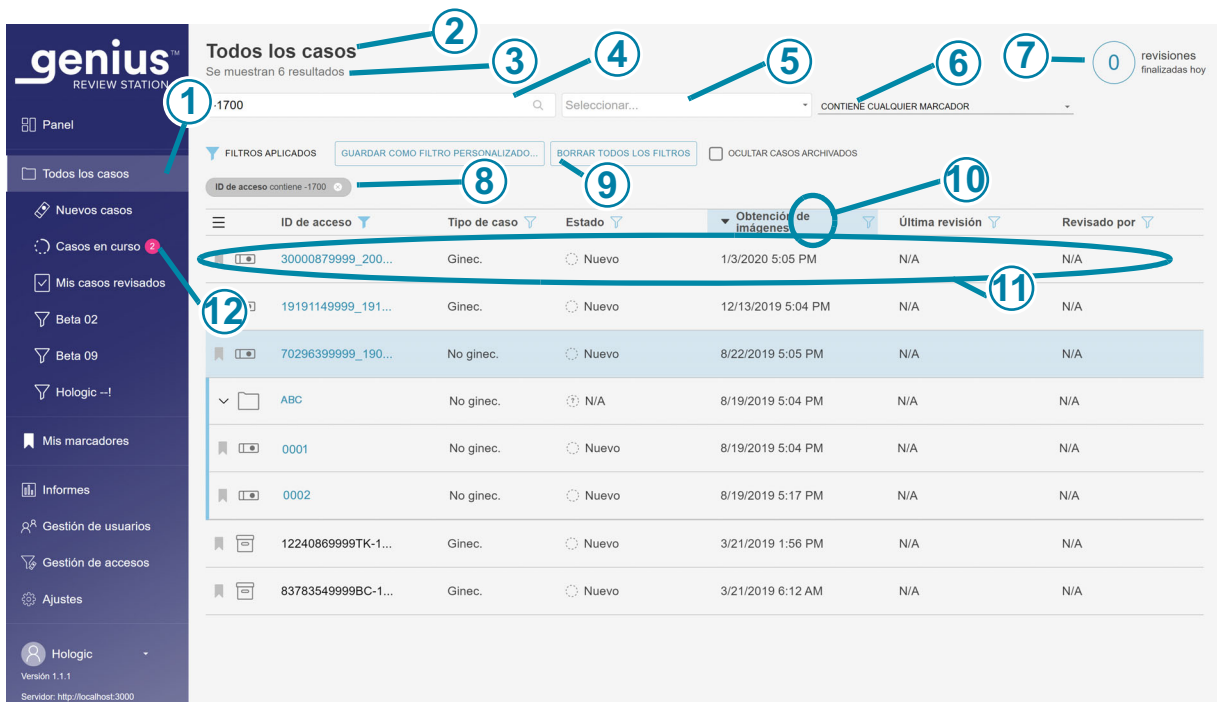 genius™
REVIEW STATION
Panel
Todos los casos
Nuevos casos
Casos en curso 2
Mis casos revisados
Beta 02
Beta 09
Hologic --!
Mis marcadores
Informes
Gestión de usuarios
Gestión de accesos
Ajustes
Hologic
Versión 1.1.1
Servidor: http://localhost:3000
Todos los casos
Se muestran 6 resultados
-1700
Seleccionar...
CONTIENE CUALQUIER MARCADOR
0 revisiones
finalizadas hoy
FILTROS APLICADOS GUARDAR COMO FILTRO PERSONALIZADO... BORRAR TODOS LOS FILTROS OCULTAR CASOS ARCHIVADOS
ID de acceso contiene -1700
ID de acceso Tipo de caso Estado Obtención de imágenes Última revisión Revisado por
30000879999_200... Ginec. Nuevo 1/3/2020 5:05 PM N/A N/A
19191149999_191... Ginec. Nuevo 12/13/2019 5:04 PM N/A N/A
70296399999_190... No ginec. Nuevo 8/22/2019 5:05 PM N/A N/A
ABC No ginec. N/A 8/19/2019 5:04 PM N/A N/A
0001 No ginec. Nuevo 8/19/2019 5:04 PM N/A N/A
0002 No ginec. Nuevo 8/19/2019 5:17 PM N/A N/A
12240869999TK-1... Ginec. Nuevo 3/21/2019 1:56 PM N/A N/A
83783549999BC-1... Ginec. Nuevo 3/21/2019 6:12 AM N/A N/A
1
2
3
4
5
6
7
8
9
10
11
12